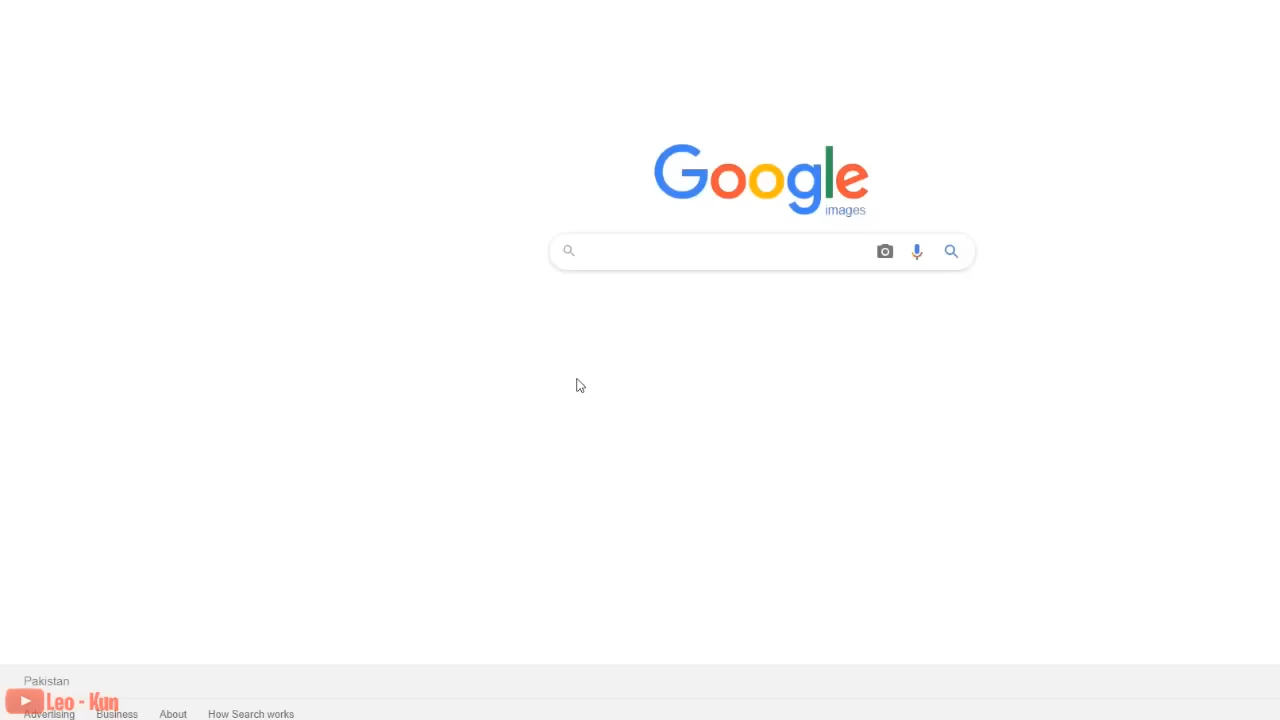 Google
images
Pakistan
Leo - Kun
Advertising Business About How Search works